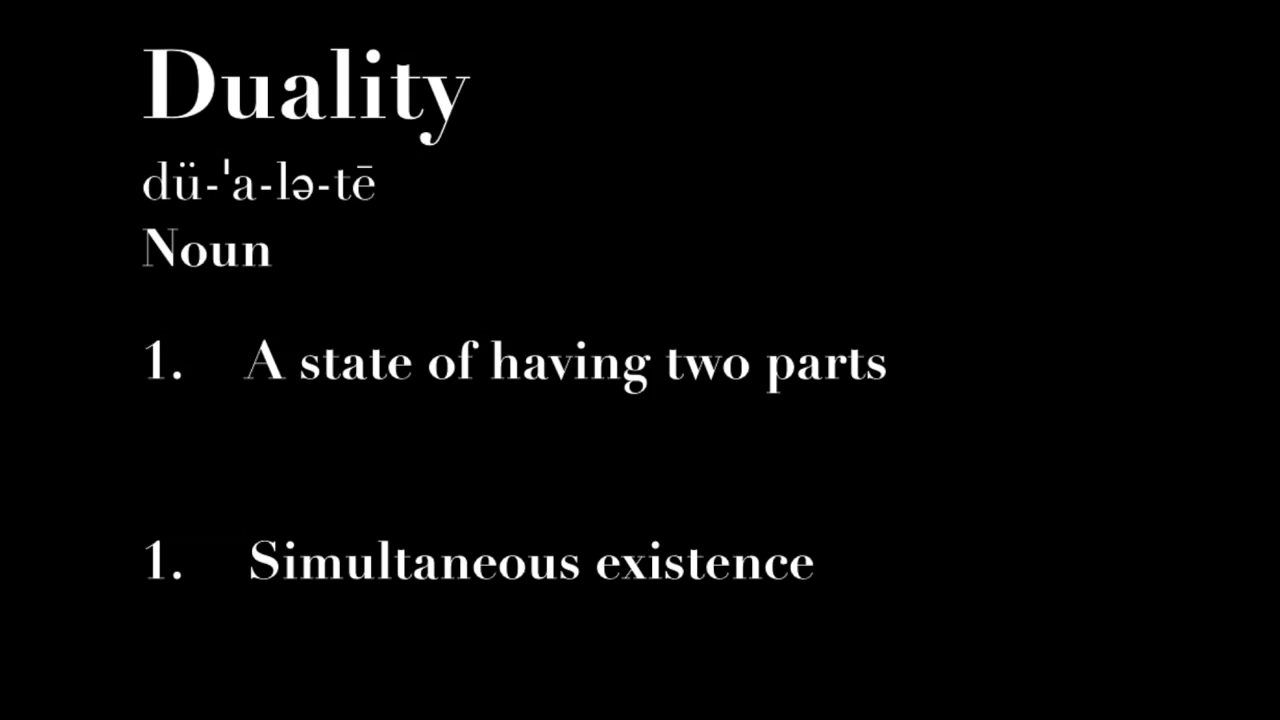 Duality
dü-ˈa-lə-tē
Noun
1. A state of having two parts
1. Simultaneous existence